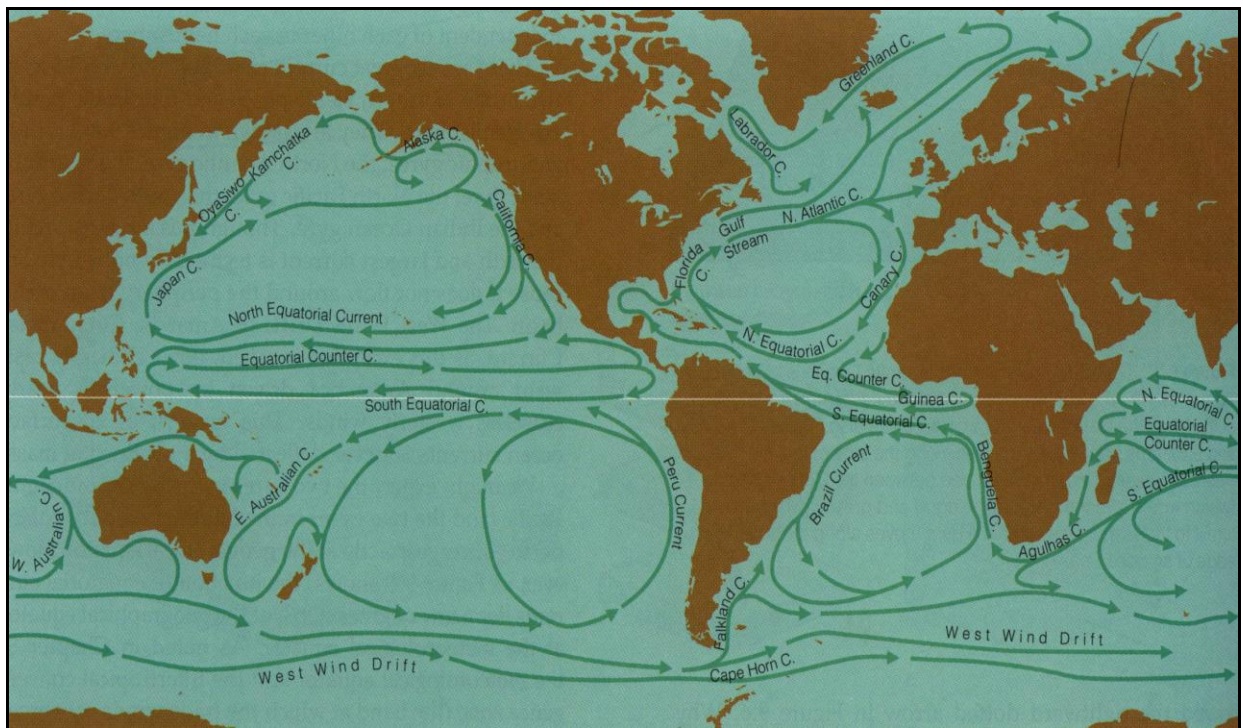 Greenland C.
Labrador C.
Alaska C.
Kamchatka
C.
OyaSiwo
C.
California C.
N. Atlantic C.
Gulf
Stream
Florida
C.
Canary C.
Japan C.
North Equatorial Current
N. Equatorial C.
Equatorial Counter C.
Eq. Counter C.
Guinea C.
N. Equatorial C.
South Equatorial C.
S. Equatorial C.
Equatorial
Counter C.
E. Australian C.
Peru Current
Brazil Current
Benguela C.
S. Equatorial C.
W. Australian
C.
Agulhas C.
Falkland C.
West Wind Drift
West Wind Drift
Cape Horn C.